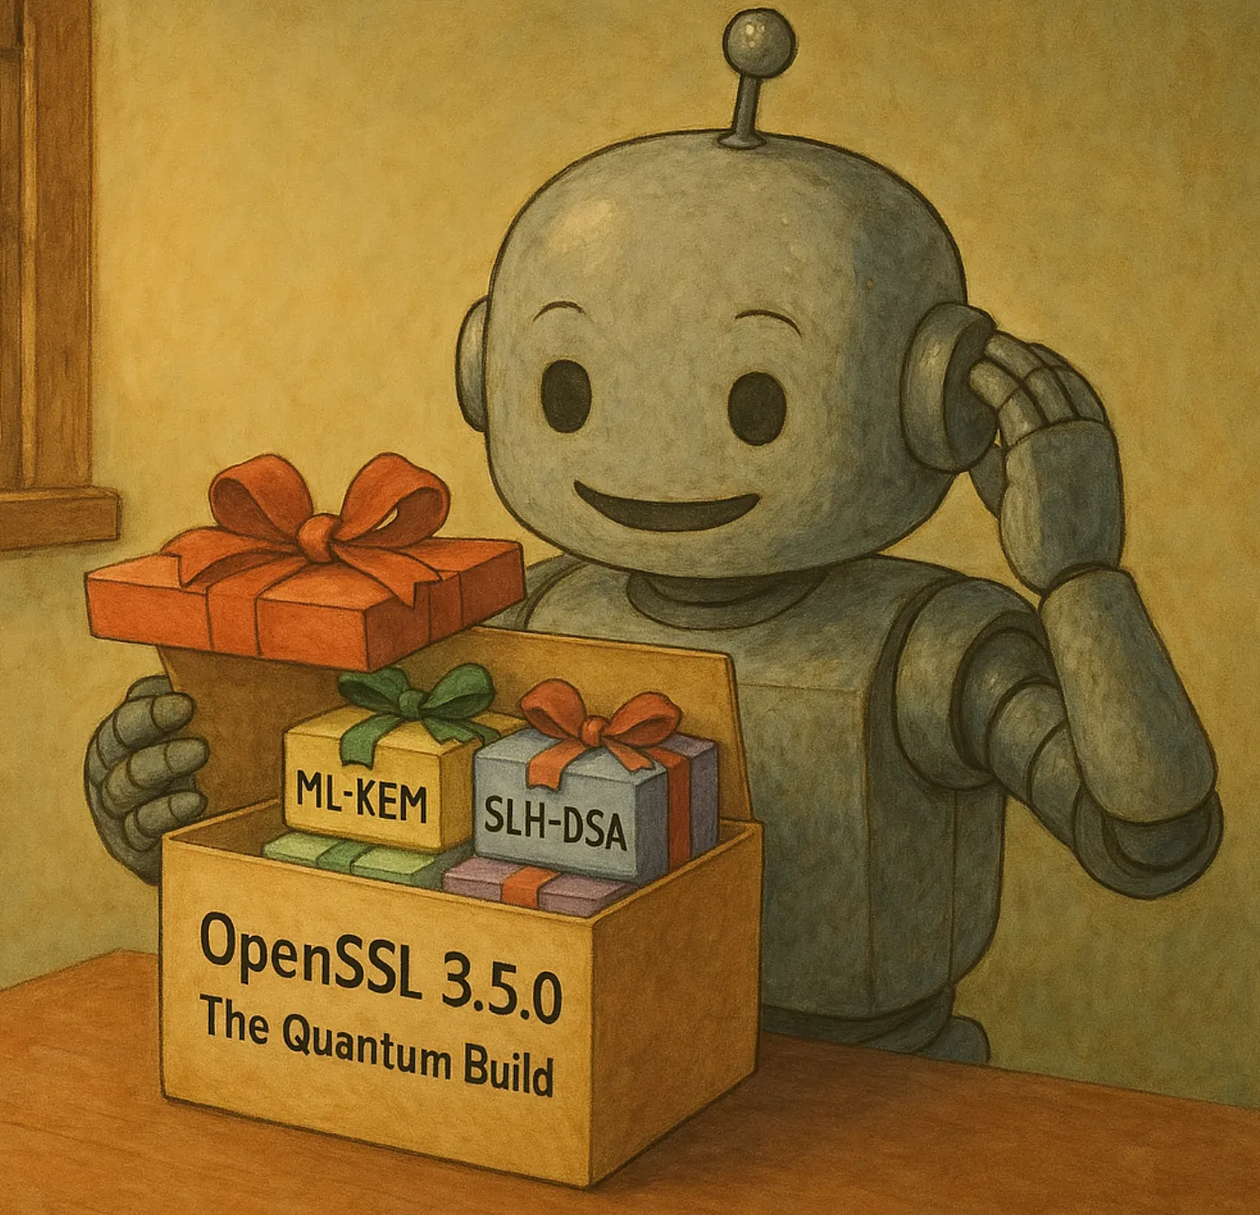 ML-KEM
SLH-DSA
OpenSSL 3.5.0
The Quantum Build